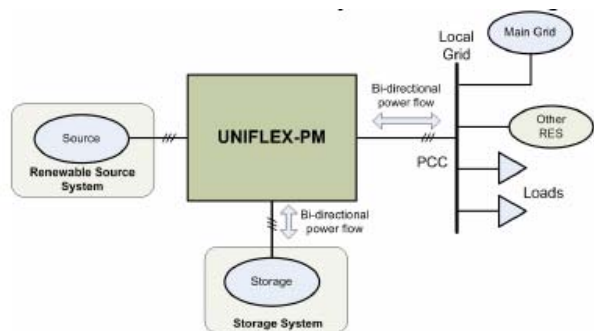 Local
Grid
Main Grid
Bi-directional
power flow
Source
UNIFLEX-PM
Other
RES
Renewable Source
System
PCC
Loads
Bi-directional
power flow
Storage
Storage System